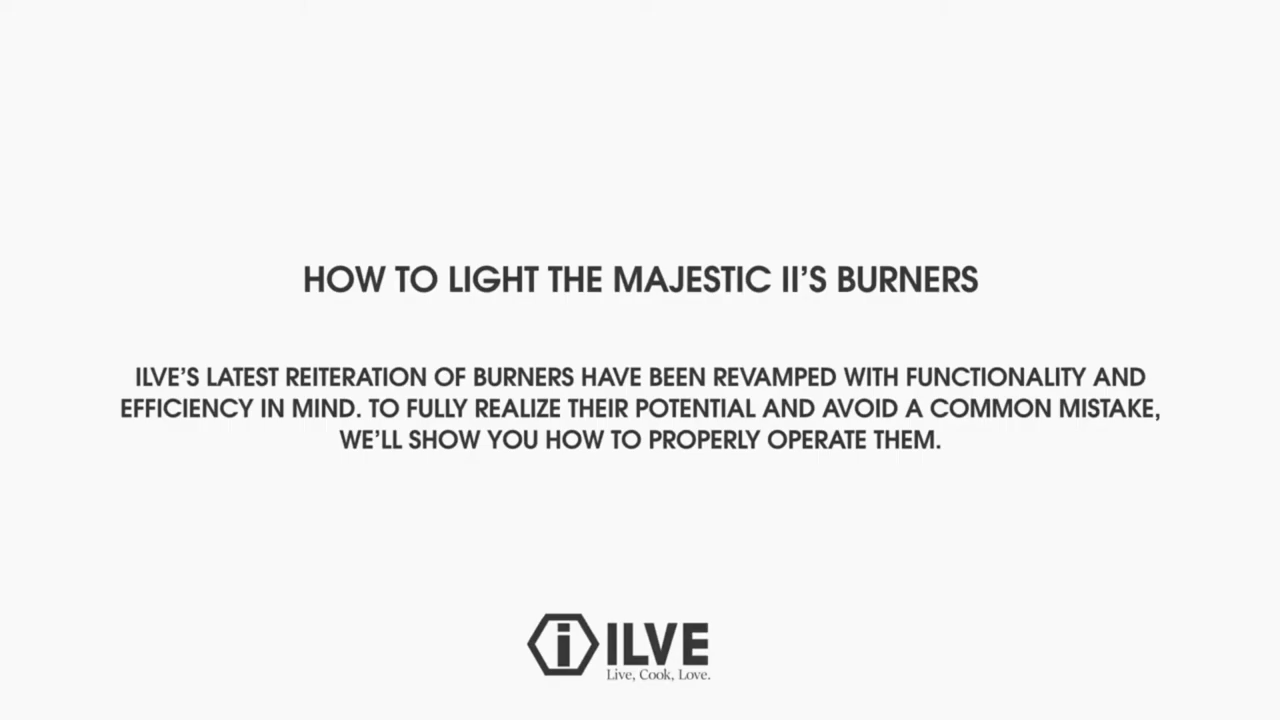 HOW TO LIGHT THE MAJESTIC II’S BURNERS
ILVE’S LATEST REITERATION OF BURNERS HAVE BEEN REVAMPED WITH FUNCTIONALITY AND
EFFICIENCY IN MIND. TO FULLY REALIZE THEIR POTENTIAL AND AVOID A COMMON MISTAKE,
WE’LL SHOW YOU HOW TO PROPERLY OPERATE THEM.
i ILVE
Live, Cook, Love.